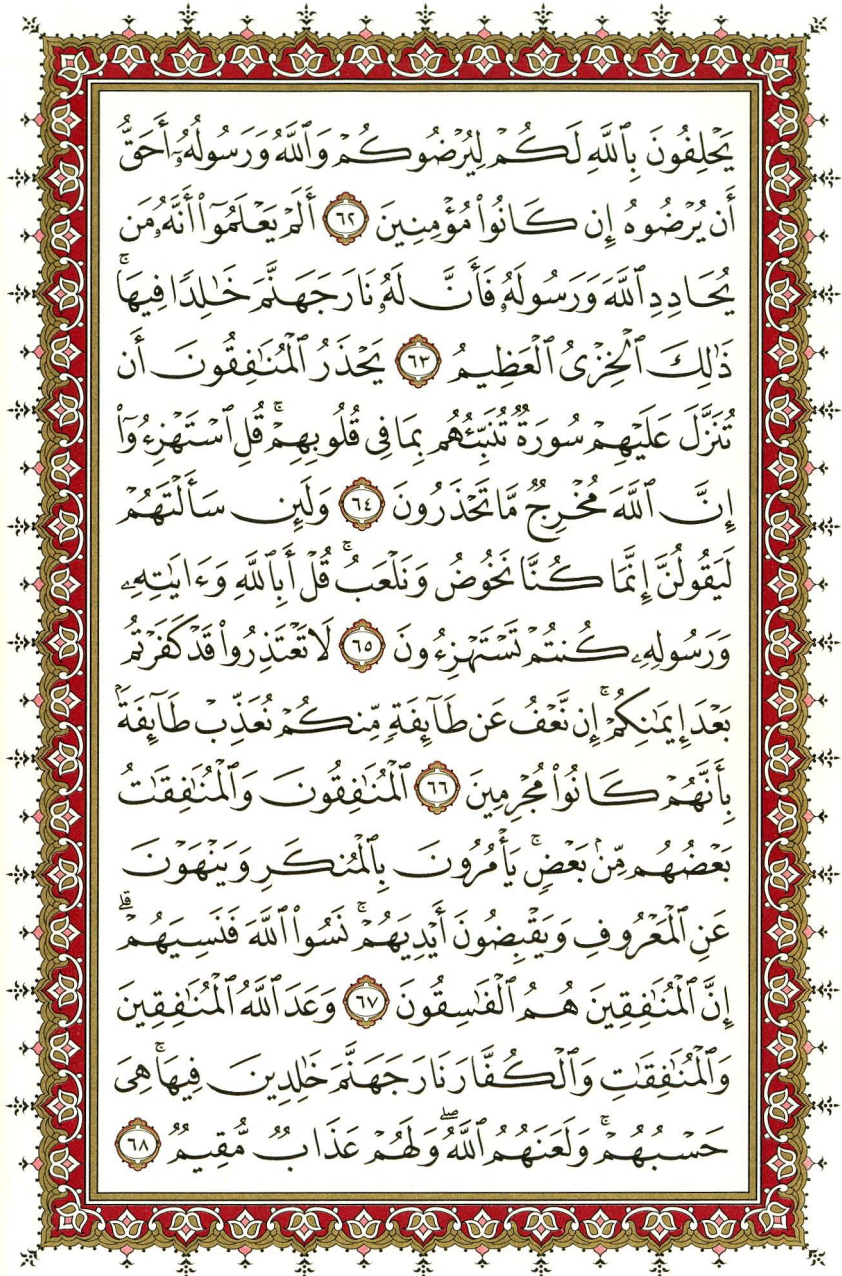 يَحْلِفُونَ بِٱللَّهِ لَكُمْ لِيُرْضُوكُمْ وَٱللَّهُ وَرَسُولُهُۥٓ أَحَقُّ
أَن يُرْضُوهُ إِن كَانُوا۟ مُؤْمِنِينَ ٦٢ أَلَمْ يَعْلَمُوٓا۟ أَنَّهُۥ مَن
يُحَادِدِ ٱللَّهَ وَرَسُولَهُۥ فَأَنَّ لَهُۥ نَارَ جَهَنَّمَ خَـٰلِدًا فِيهَا ۚ
ذَٰلِكَ ٱلْخِزْىُ ٱلْعَظِيمُ ٦٣ يَحْذَرُ ٱلْمُنَـٰفِقُونَ أَن
تُنَزَّلَ عَلَيْهِمْ سُورَةٌ تُنَبِّئُهُم بِمَا فِى قُلُوبِهِمْ ۚ قُلِ ٱسْتَهْزِءُوٓا۟
إِنَّ ٱللَّهَ مُخْرِجٌ مَّا تَحْذَرُونَ ٦٤ وَلَئِن سَأَلْتَهُمْ
لَيَقُولُنَّ إِنَّمَا كُنَّا نَخُوضُ وَنَلْعَبُ ۚ قُلْ أَبِٱللَّهِ وَءَايَـٰتِهِۦ
وَرَسُولِهِۦ كُنتُمْ تَسْتَهْزِءُونَ ٦٥ لَا تَعْتَذِرُوا۟ قَدْ كَفَرْتُم
بَعْدَ إِيمَـٰنِكُمْ ۚ إِن نَّعْفُ عَن طَآئِفَةٍ مِّنكُمْ نُعَذِّبْ طَآئِفَةًۢ
بِأَنَّهُمْ كَانُوا۟ مُجْرِمِينَ ٦٦ ٱلْمُنَـٰفِقُونَ وَٱلْمُنَـٰفِقَـٰتُ
بَعْضُهُم مِّنۢ بَعْضٍ ۚ يَأْمُرُونَ بِٱلْمُنكَرِ وَيَنْهَوْنَ
عَنِ ٱلْمَعْرُوفِ وَيَقْبِضُونَ أَيْدِيَهُمْ ۚ نَسُوا۟ ٱللَّهَ فَنَسِيَهُمْ ۗ
إِنَّ ٱلْمُنَـٰفِقِينَ هُمُ ٱلْفَـٰسِقُونَ ٦٧ وَعَدَ ٱللَّهُ ٱلْمُنَـٰفِقِينَ
وَٱلْمُنَـٰفِقَـٰتِ وَٱلْكُفَّارَ نَارَ جَهَنَّمَ خَـٰلِدِينَ فِيهَا ۚ هِىَ
حَسْبُهُمْ ۚ وَلَعَنَهُمُ ٱللَّهُ ۖ وَلَهُمْ عَذَابٌ مُّقِيمٌ ٦٨